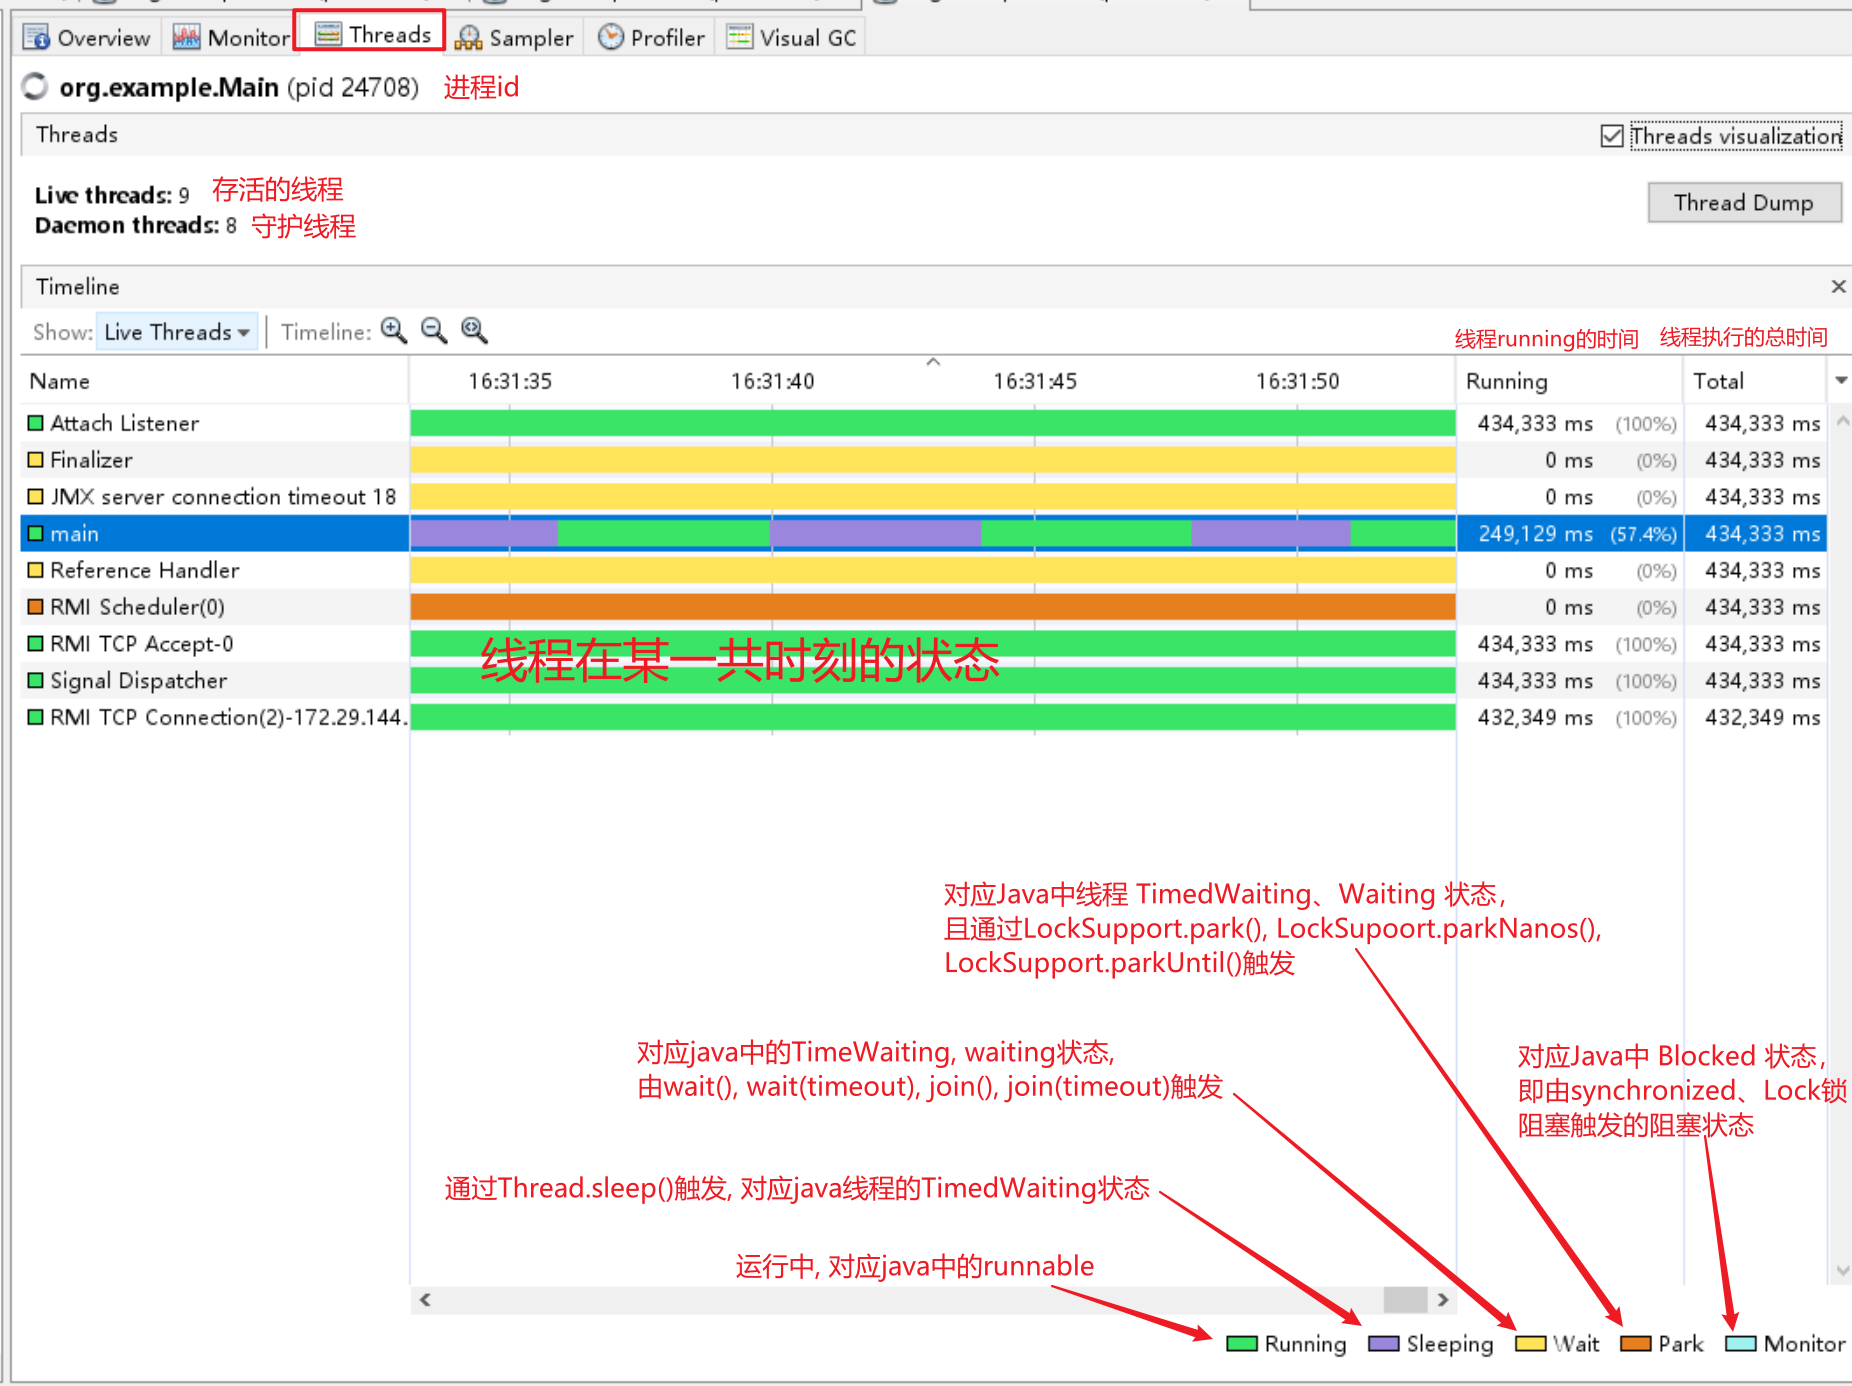 Overview Monitor Threads Sampler Profiler Visual GC
org.example.Main (pid 24708) 进程id
Threads Threads visualization
Live threads: 9 存活的线程
Thread Dump
Daemon threads: 8 守护线程
Timeline
Show: Live Threads Timeline:
线程running的时间 线程执行的总时间
Name 16:31:35 16:31:40 16:31:45 16:31:50 Running Total
Attach Listener 434,333 ms (100%) 434,333 ms
Finalizer 0 ms (0%) 434,333 ms
JMX server connection timeout 18 0 ms (0%) 434,333 ms
main 249,129 ms (57.4%) 434,333 ms
Reference Handler 0 ms (0%) 434,333 ms
RMI Scheduler(0) 0 ms (0%) 434,333 ms
RMI TCP Accept-0 434,333 ms (100%) 434,333 ms
线程在某一共时刻的状态
Signal Dispatcher 434,333 ms (100%) 434,333 ms
RMI TCP Connection(2)-172.29.144. 432,349 ms (100%) 432,349 ms
对应Java中线程 TimedWaiting、Waiting 状态，
且通过LockSupport.park(), LockSupoort.parkNanos(),
LockSupport.parkUntil()触发
对应java中的TimeWaiting, waiting状态,
由wait(), wait(timeout), join(), join(timeout)触发
对应Java中 Blocked 状态，
即由synchronized、Lock锁
阻塞触发的阻塞状态
通过Thread.sleep()触发, 对应java线程的TimedWaiting状态
运行中, 对应java中的runnable
Running Sleeping Wait Park Monitor